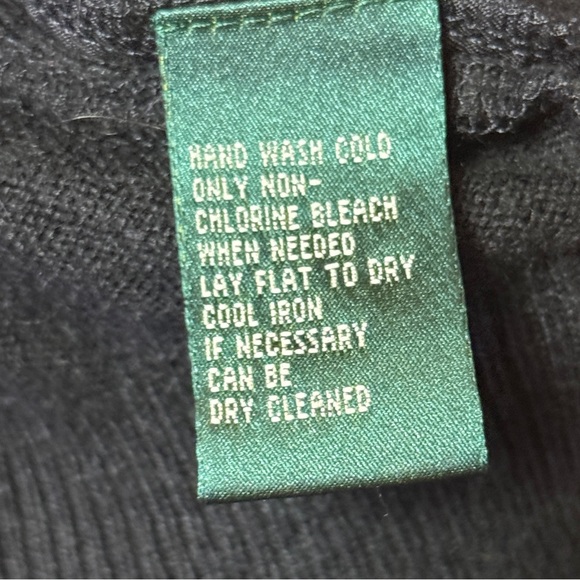 HAND WASH COLD
ONLY NON-
CHLORINE BLEACH
WHEN NEEDED
LAY FLAT TO DRY
COOL IRON
IF NECESSARY
CAN BE
DRY CLEANED